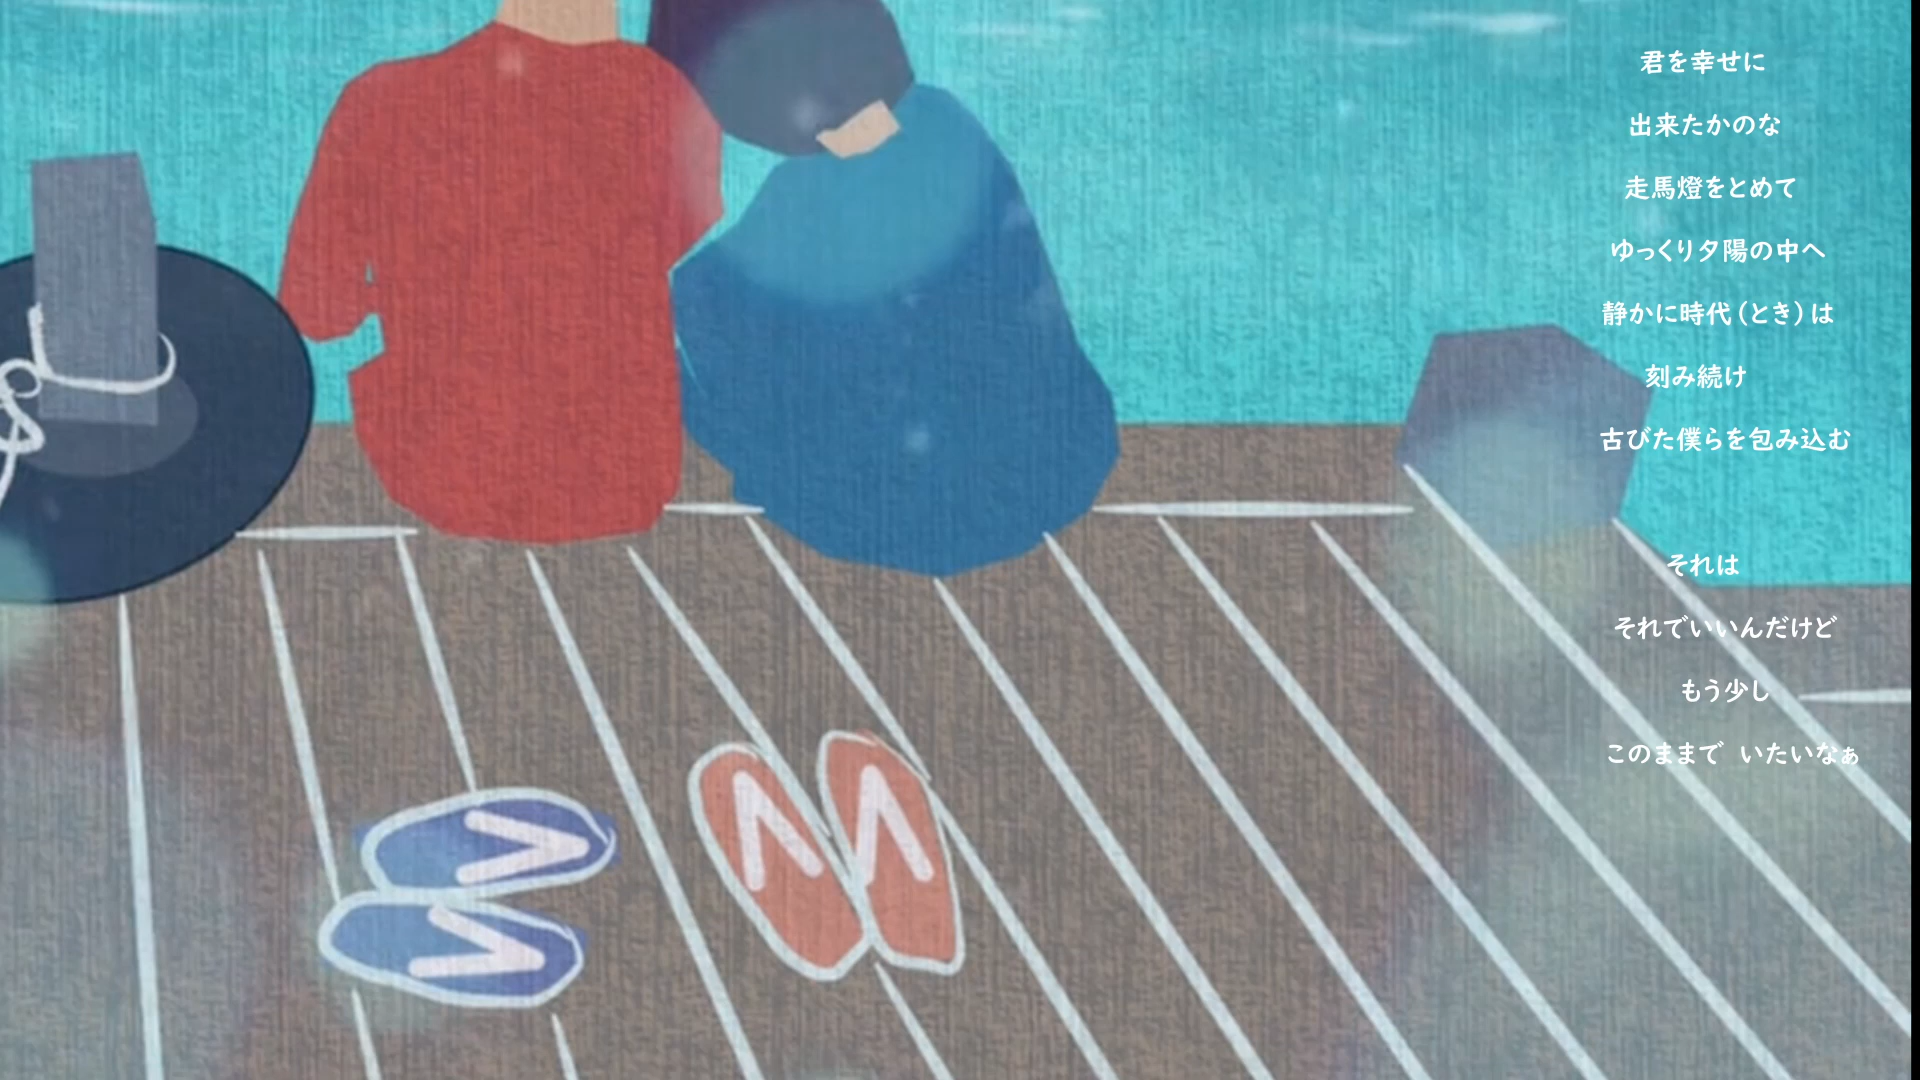 君を幸せに
出来たかのな
走馬燈をとめて
ゆっくり夕陽の中へ
静かに時代（とき）は
刻み続け
古びた僕らを包み込む
それは
それでいいんだけど
もう少し
このままで　いたいなぁ